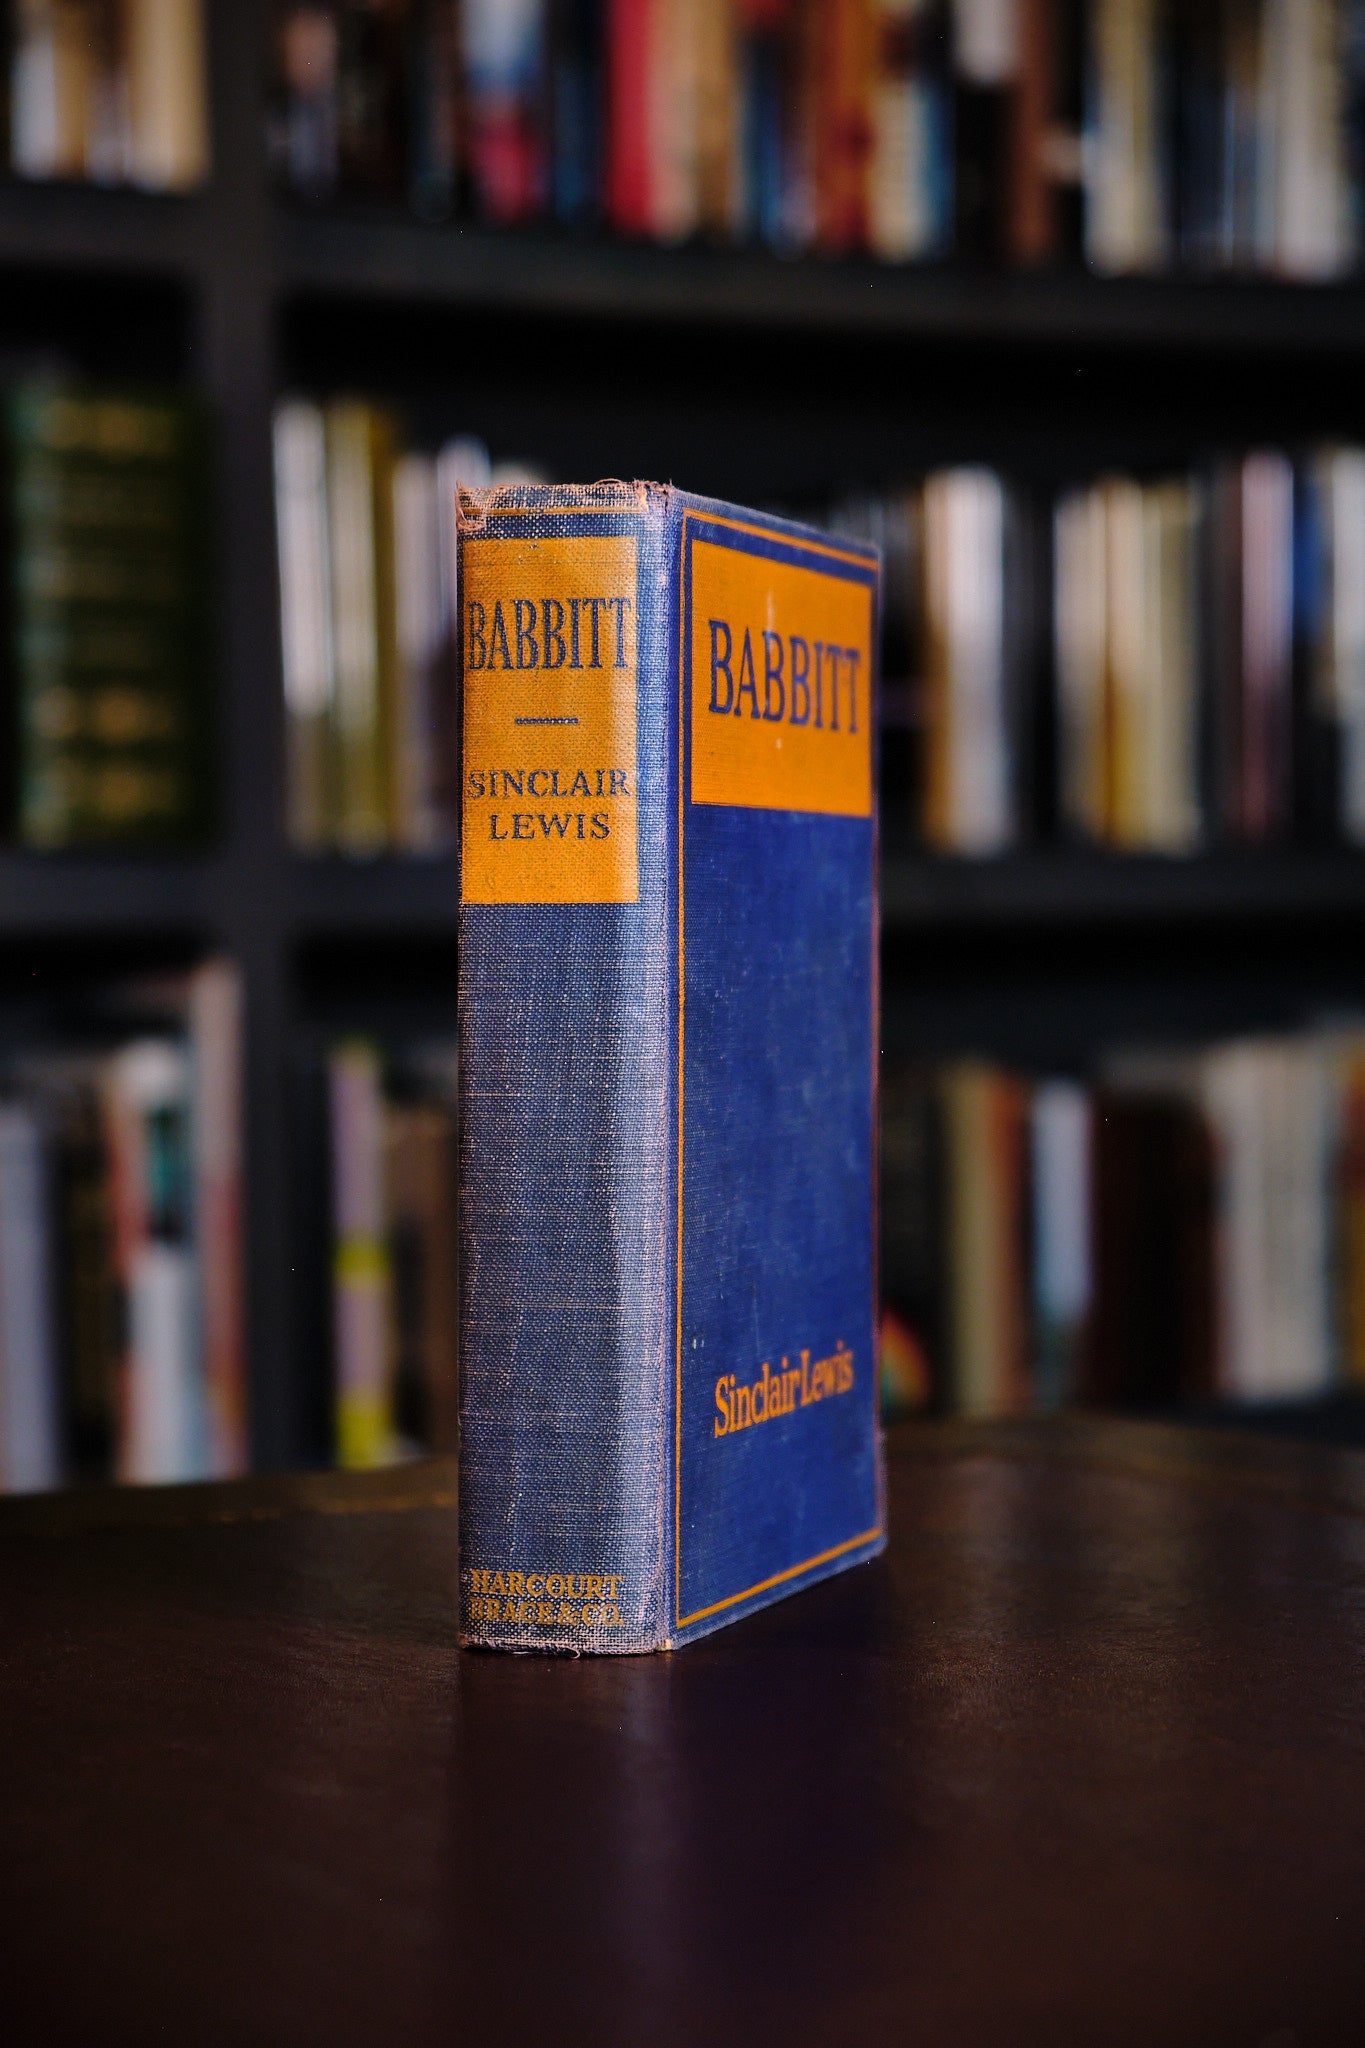 BABBITT
SINCLAIR
LEWIS
HARCOURT
BRACE & CO.
BABBITT
Sinclair Lewis